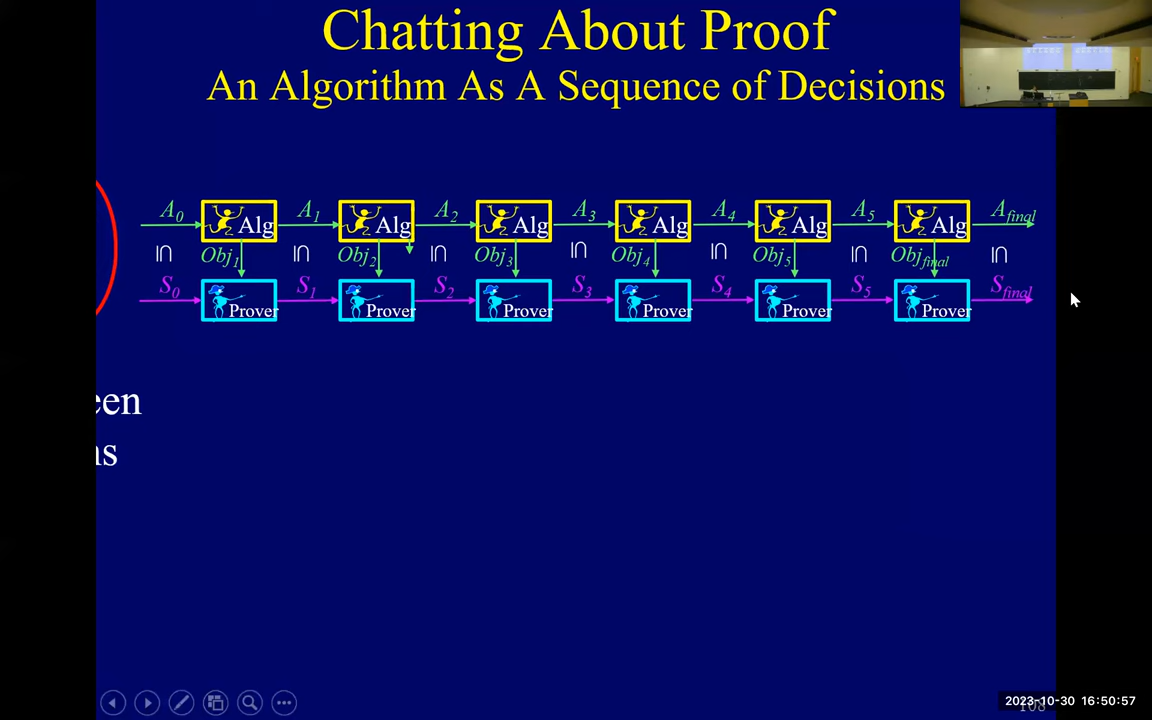 Chatting About Proof
An Algorithm As A Sequence of Decisions
A0 A1 A2 A3 A4 A5 Afinal
Alg Alg Alg Alg Alg Alg
⊆ ⊆ ⊆ ⊆ ⊆ ⊆ ⊆
Obj1 Obj2 Obj3 Obj4 Obj5 Objfinal
S0 S1 S2 S3 S4 S5 Sfinal
Prover Prover Prover Prover Prover Prover
een
ns
2023-10-30 16:50:57
108